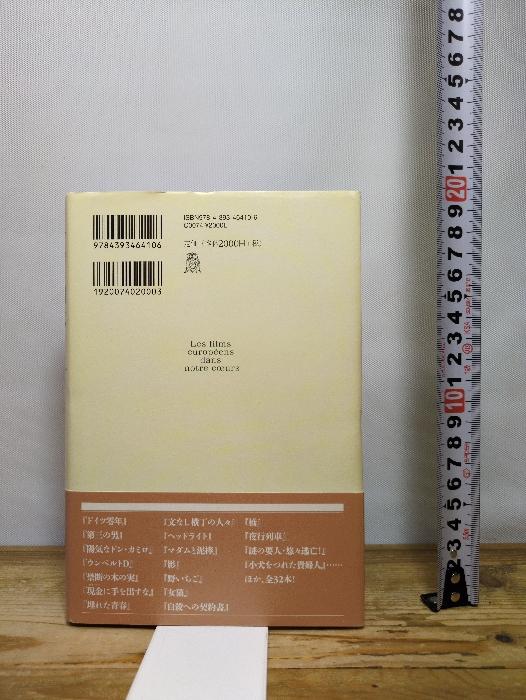 ISBN978-4-393-46410-6
C0074 ¥2000E
9784393464106
定価（本体2000円＋税）
1920074020003
Les films
européens
dans
notre cœurs
『ドイツ零年』
『第三の男』
『陽気なドン・カミロ』
『ウンベルトD』
『禁断の木の実』
『現金に手を出すな』
『埋れた青春』
『文なし横丁の人々』
『ヘッドライト』
『マダムと泥棒』
『影』
『野いちご』
『女猫』
『自殺への契約書』
『橋』
『夜行列車』
『謎の要人・悠々逃亡！』
『小犬をつれた貴婦人』……
ほか、全32本！
8
7
6
5
4
3
2
1
20
9
8
7
6
5
4
3
2
1
10
9
8
7
6
5
4
3
2